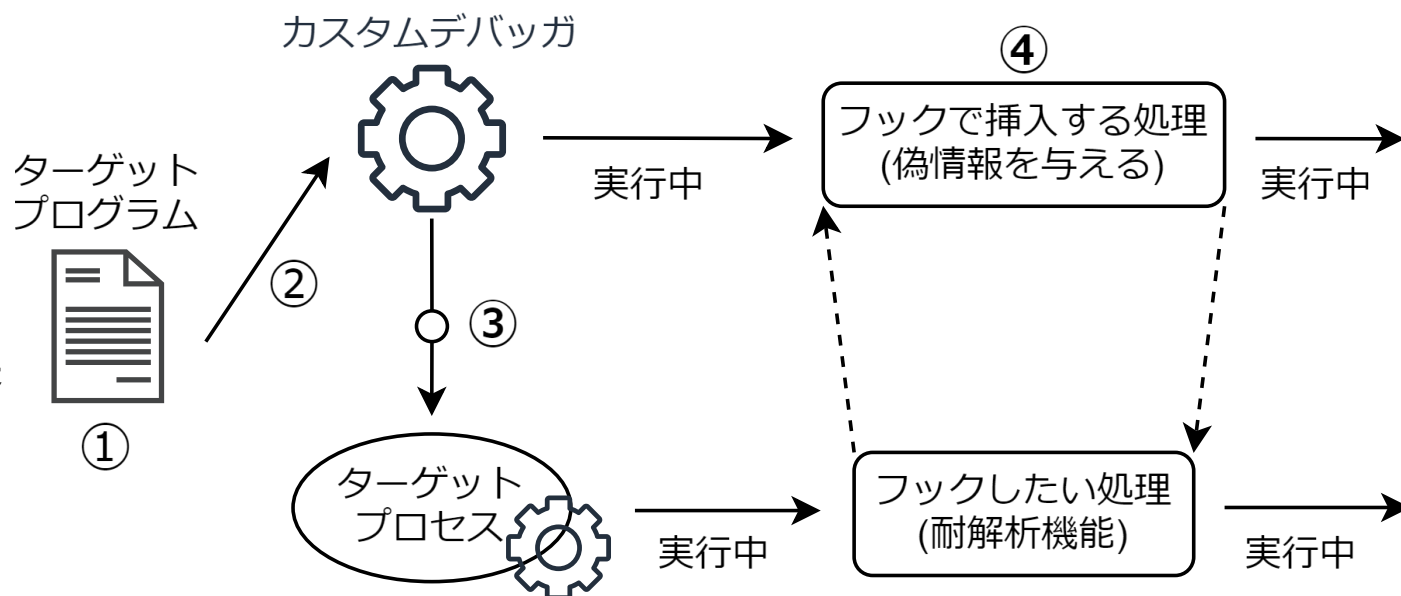 カスタムデバッガ
④
フックで挿入する処理
(偽情報を与える)
実行中
実行中
ターゲット
プログラム
②
①
③
ターゲット
プロセス
実行中
フックしたい処理
(耐解析機能)
実行中